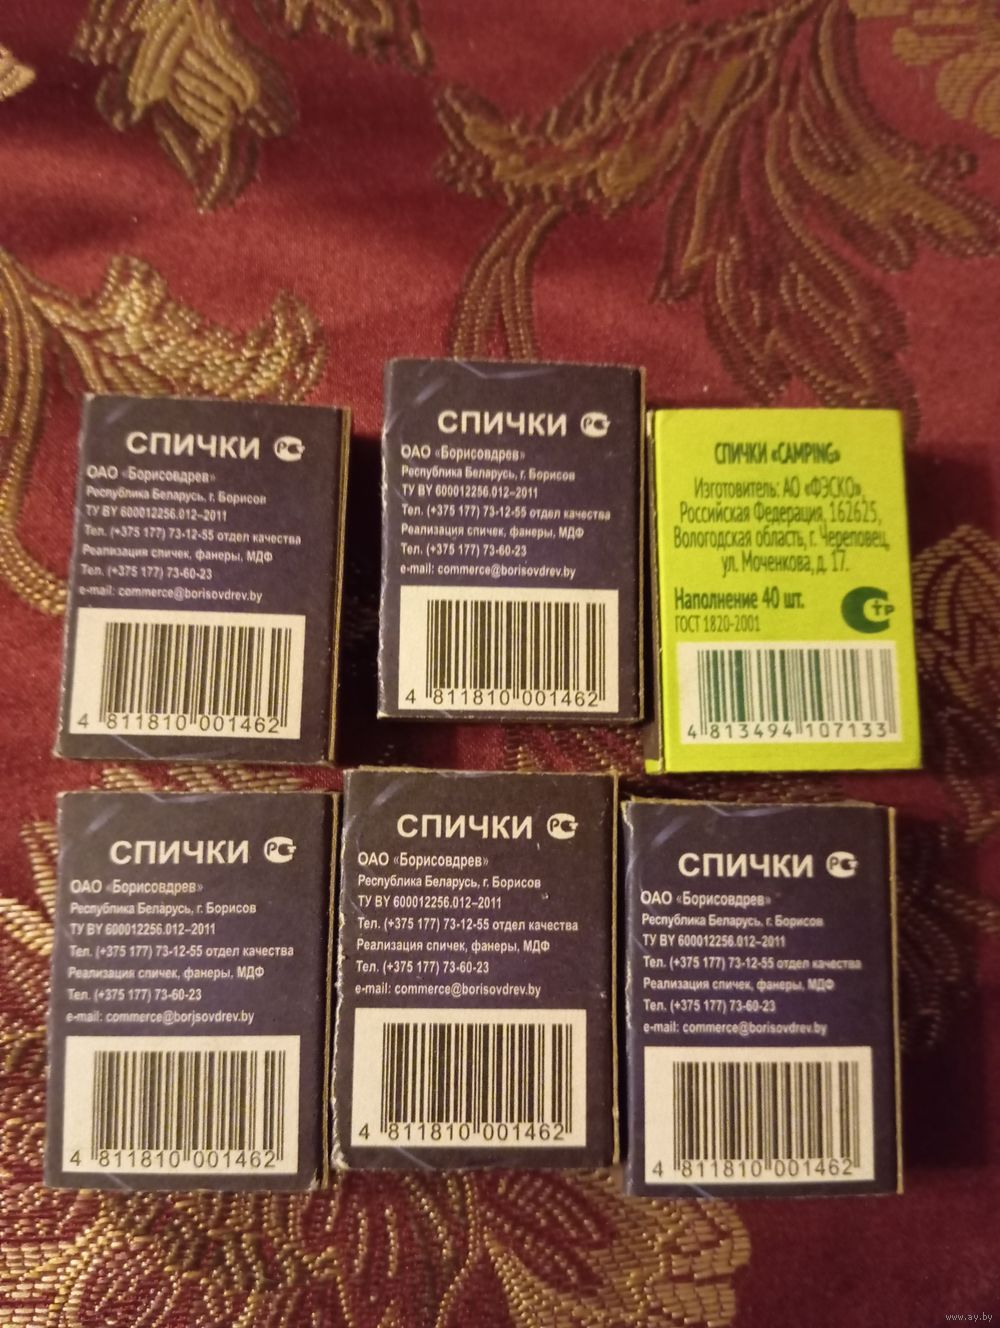 СПИЧКИ РС
ОАО «Борисовдрев»
Республика Беларусь, г. Борисов
ТУ BY 600012256.012–2011
Тел. (+375 177) 73-12-55 отдел качества
Реализация спичек, фанеры, МДФ
Тел. (+375 177) 73-60-23
e-mail: commerce@borisovdrev.by
4 811810 001462
СПИЧКИ РС
ОАО «Борисовдрев»
Республика Беларусь, г. Борисов
ТУ BY 600012256.012–2011
Тел. (+375 177) 73-12-55 отдел качества
Реализация спичек, фанеры, МДФ
Тел. (+375 177) 73-60-23
e-mail: commerce@borisovdrev.by
4 811810 001462
СПИЧКИ «CAMPING»
Изготовитель: АО «ФЭСКО»,
Российская Федерация, 162625,
Вологодская область, г. Череповец,
ул. Моченкова, д. 17.
Наполнение 40 шт.
ГОСТ 1820-2001
Стр
4 813494 107133
СПИЧКИ РС
ОАО «Борисовдрев»
Республика Беларусь, г. Борисов
ТУ BY 600012256.012–2011
Тел. (+375 177) 73-12-55 отдел качества
Реализация спичек, фанеры, МДФ
Тел. (+375 177) 73-60-23
e-mail: commerce@borisovdrev.by
4 811810 001462
СПИЧКИ РС
ОАО «Борисовдрев»
Республика Беларусь, г. Борисов
ТУ BY 600012256.012–2011
Тел. (+375 177) 73-12-55 отдел качества
Реализация спичек, фанеры, МДФ
Тел. (+375 177) 73-60-23
e-mail: commerce@borisovdrev.by
4 811810 001462
СПИЧКИ РС
ОАО «Борисовдрев»
Республика Беларусь, г. Борисов
ТУ BY 600012256.012–2011
Тел. (+375 177) 73-12-55 отдел качества
Реализация спичек, фанеры, МДФ
Тел. (+375 177) 73-60-23
e-mail: commerce@borisovdrev.by
4 811810 001462
www.ay.by